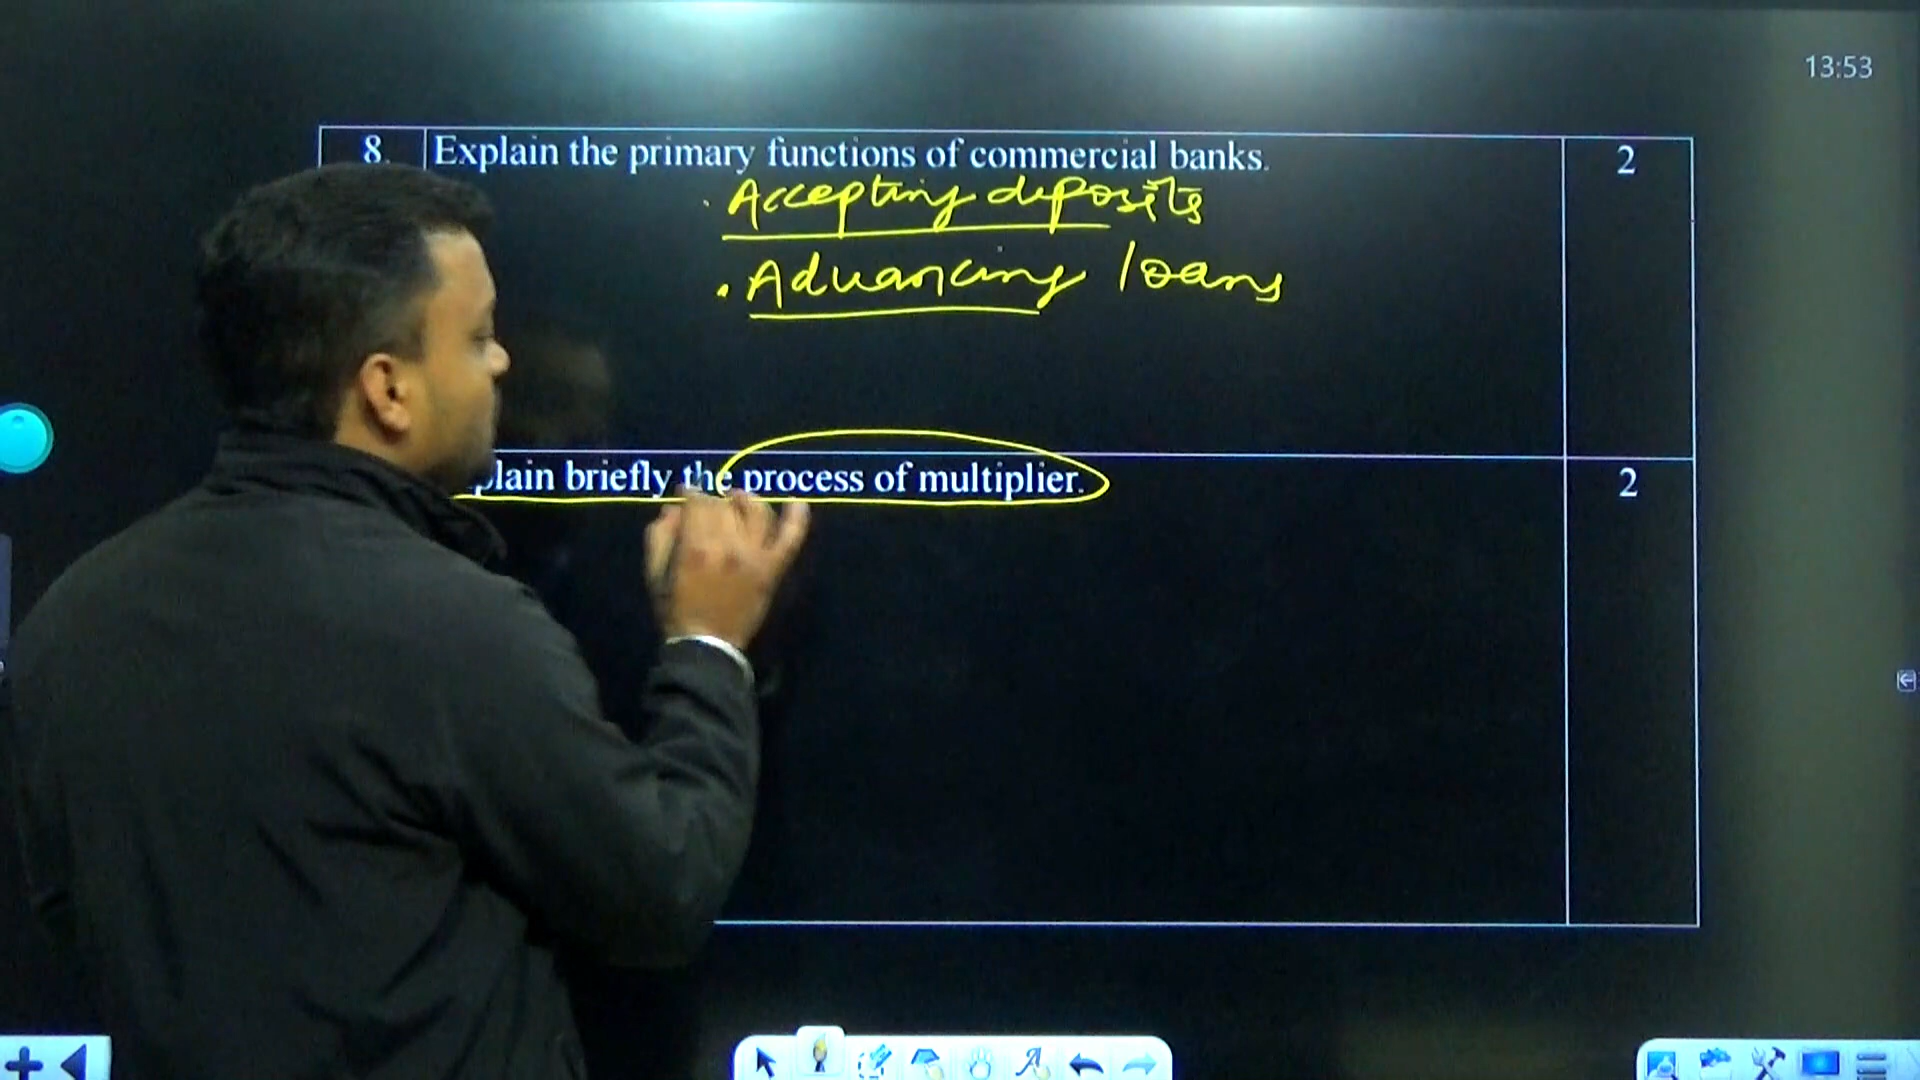 13:53
8. Explain the primary functions of commercial banks. 2
. Accepting deposits
. Advancing loans
plain briefly the process of multiplier. 2